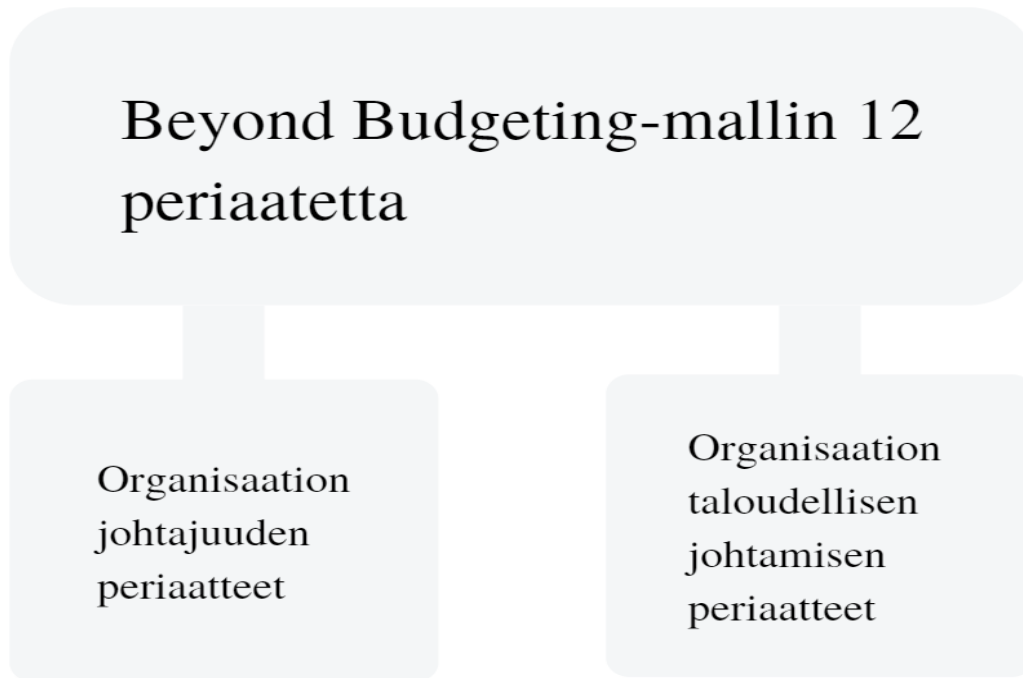 Beyond Budgeting-mallin 12
periaatetta
Organisaation
johtajuuden
periaatteet
Organisaation
taloudellisen
johtamisen
periaatteet